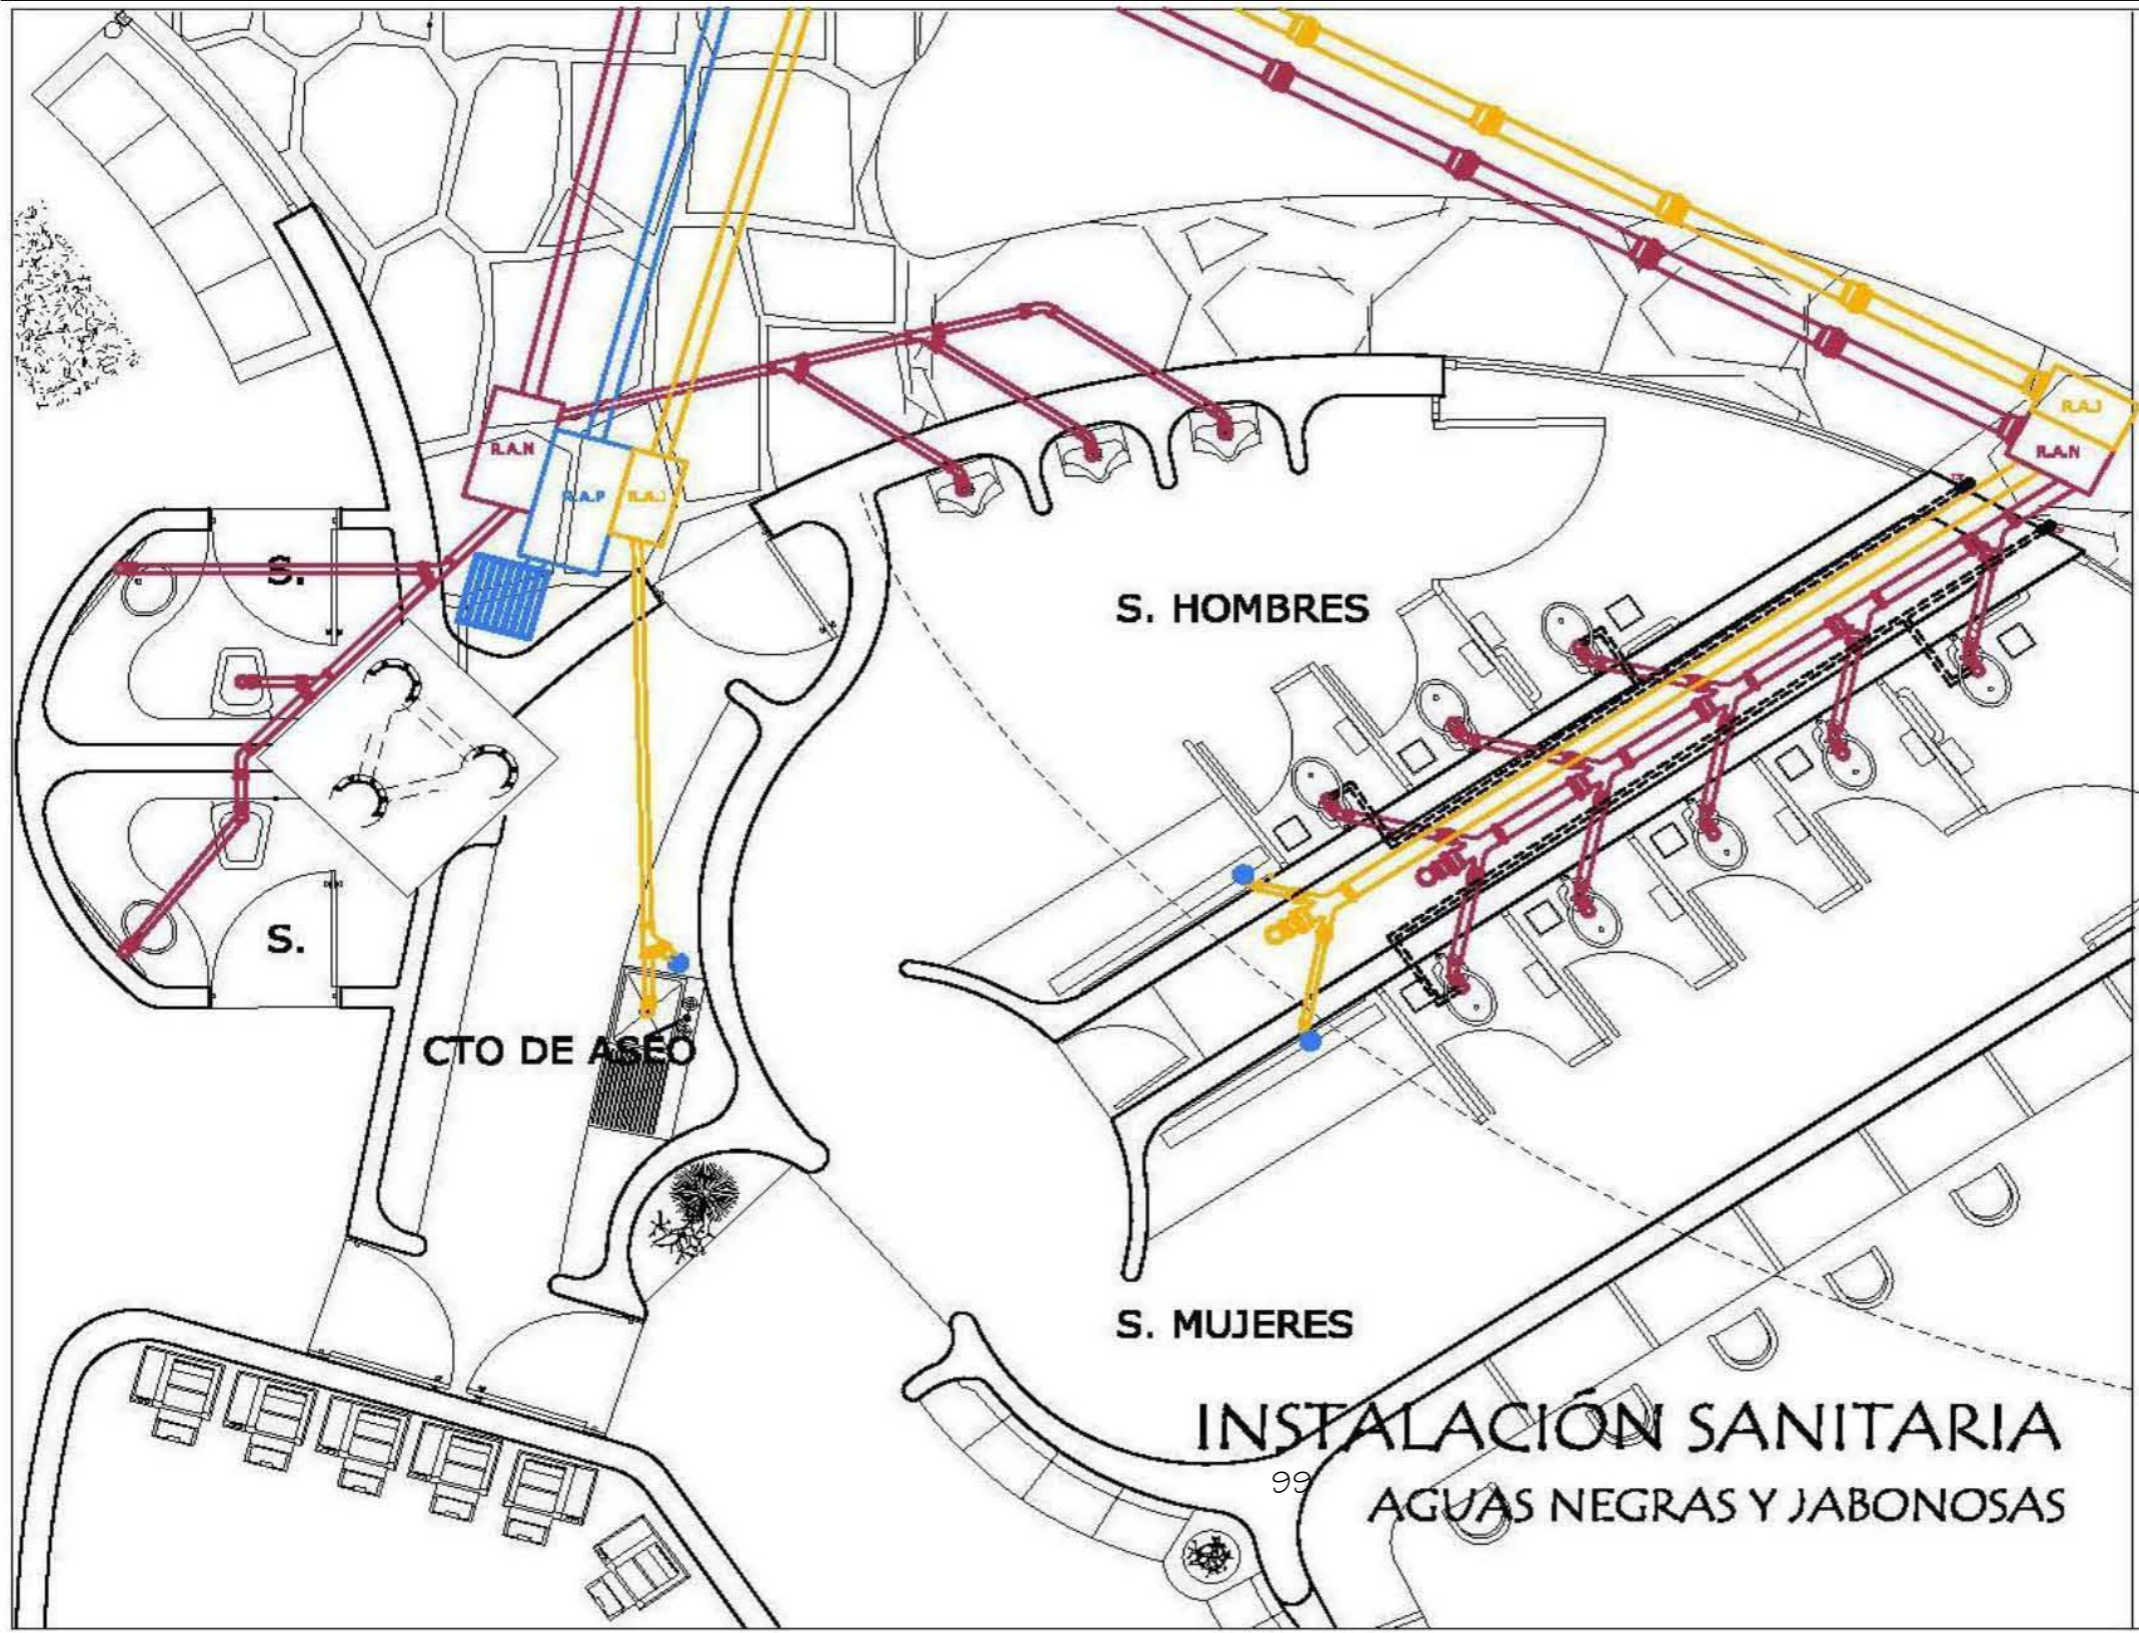 R.A.J
R.A.N
R.A.N
R.A.P
R.A.J
S.
S. HOMBRES
S.
CTO DE ASEO
S. MUJERES
INSTALACIÓN SANITARIA
99
AGUAS NEGRAS Y JABONOSAS